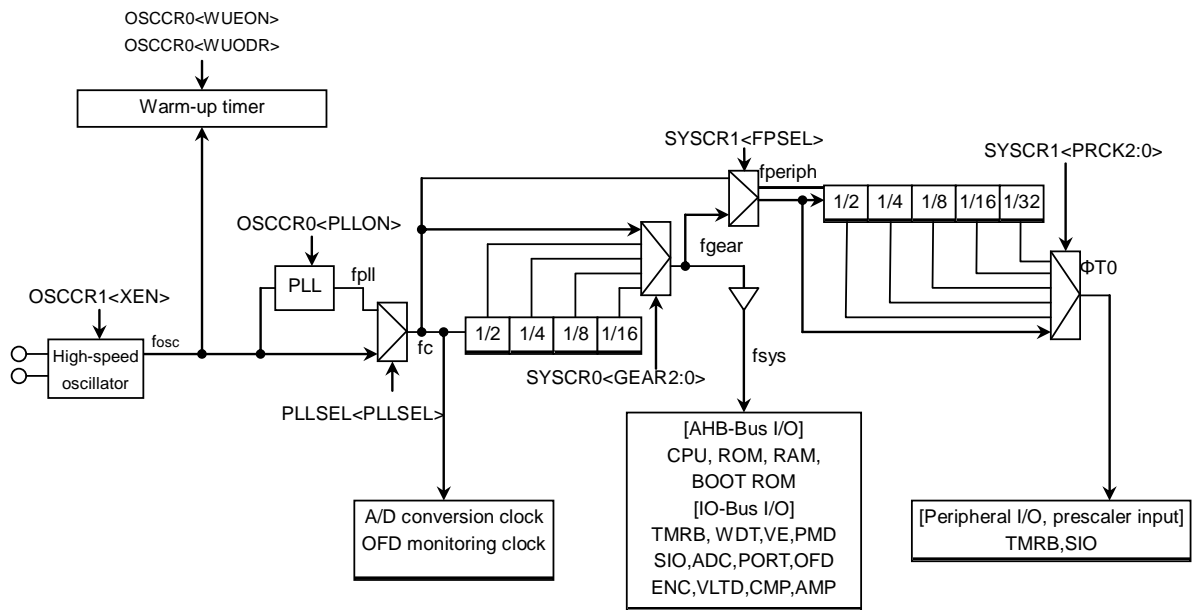 OSCCR0<WUEON>
OSCCR0<WUODR>
Warm-up timer
SYSCR1<FPSEL>
SYSCR1<PRCK2:0>
fperiph
1/2 1/4 1/8 1/16 1/32
OSCCR0<PLLON>
fgear
PLL
fpll
ΦT0
OSCCR1<XEN>
High-speed
oscillator
fosc
fc
1/2 1/4 1/8 1/16
fsys
SYSCR0<GEAR2:0>
PLLSEL<PLLSEL>
[AHB-Bus I/O]
CPU, ROM, RAM,
BOOT ROM
[IO-Bus I/O]
TMRB, WDT,VE,PMD
SIO,ADC,PORT,OFD
ENC,VLTD,CMP,AMP
A/D conversion clock
OFD monitoring clock
[Peripheral I/O, prescaler input]
TMRB,SIO